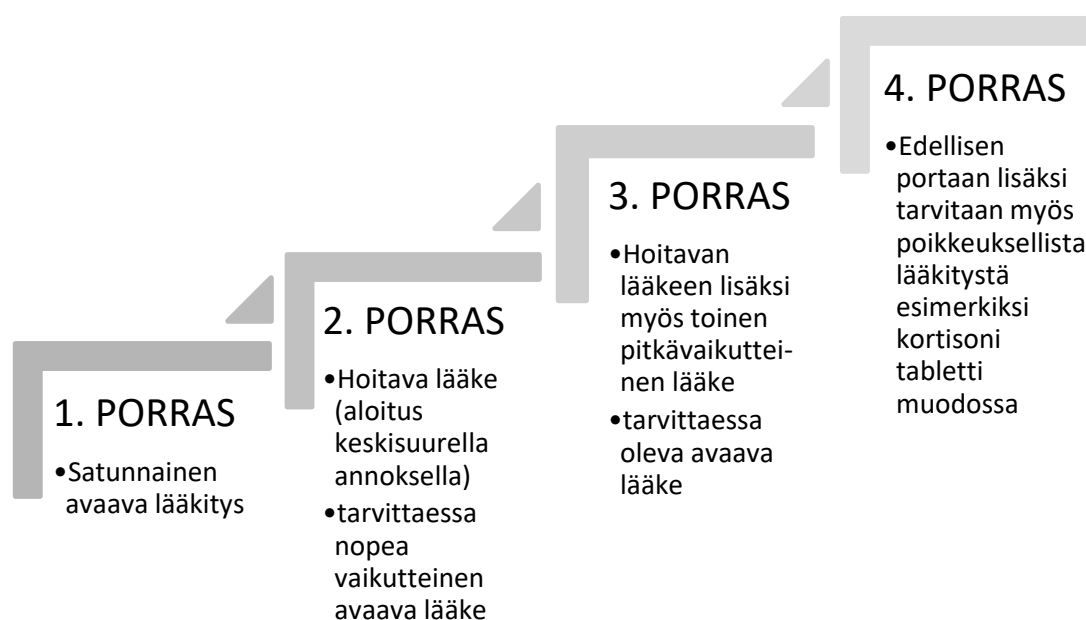 1. PORRAS
•Satunnainen
avaava lääkitys
2. PORRAS
•Hoitava lääke
(aloitus
keskisuurella
annoksella)
•tarvittaessa
nopea
vaikutteinen
avaava lääke
3. PORRAS
•Hoitavan
lääkeen lisäksi
myös toinen
pitkävaikuttei-
nen lääke
•tarvittaessa
oleva avaava
lääke
4. PORRAS
•Edellisen
portaan lisäksi
tarvitaan myös
poikkeuksellista
lääkitystä
esimerkiksi
kortisoni
tabletti
muodossa